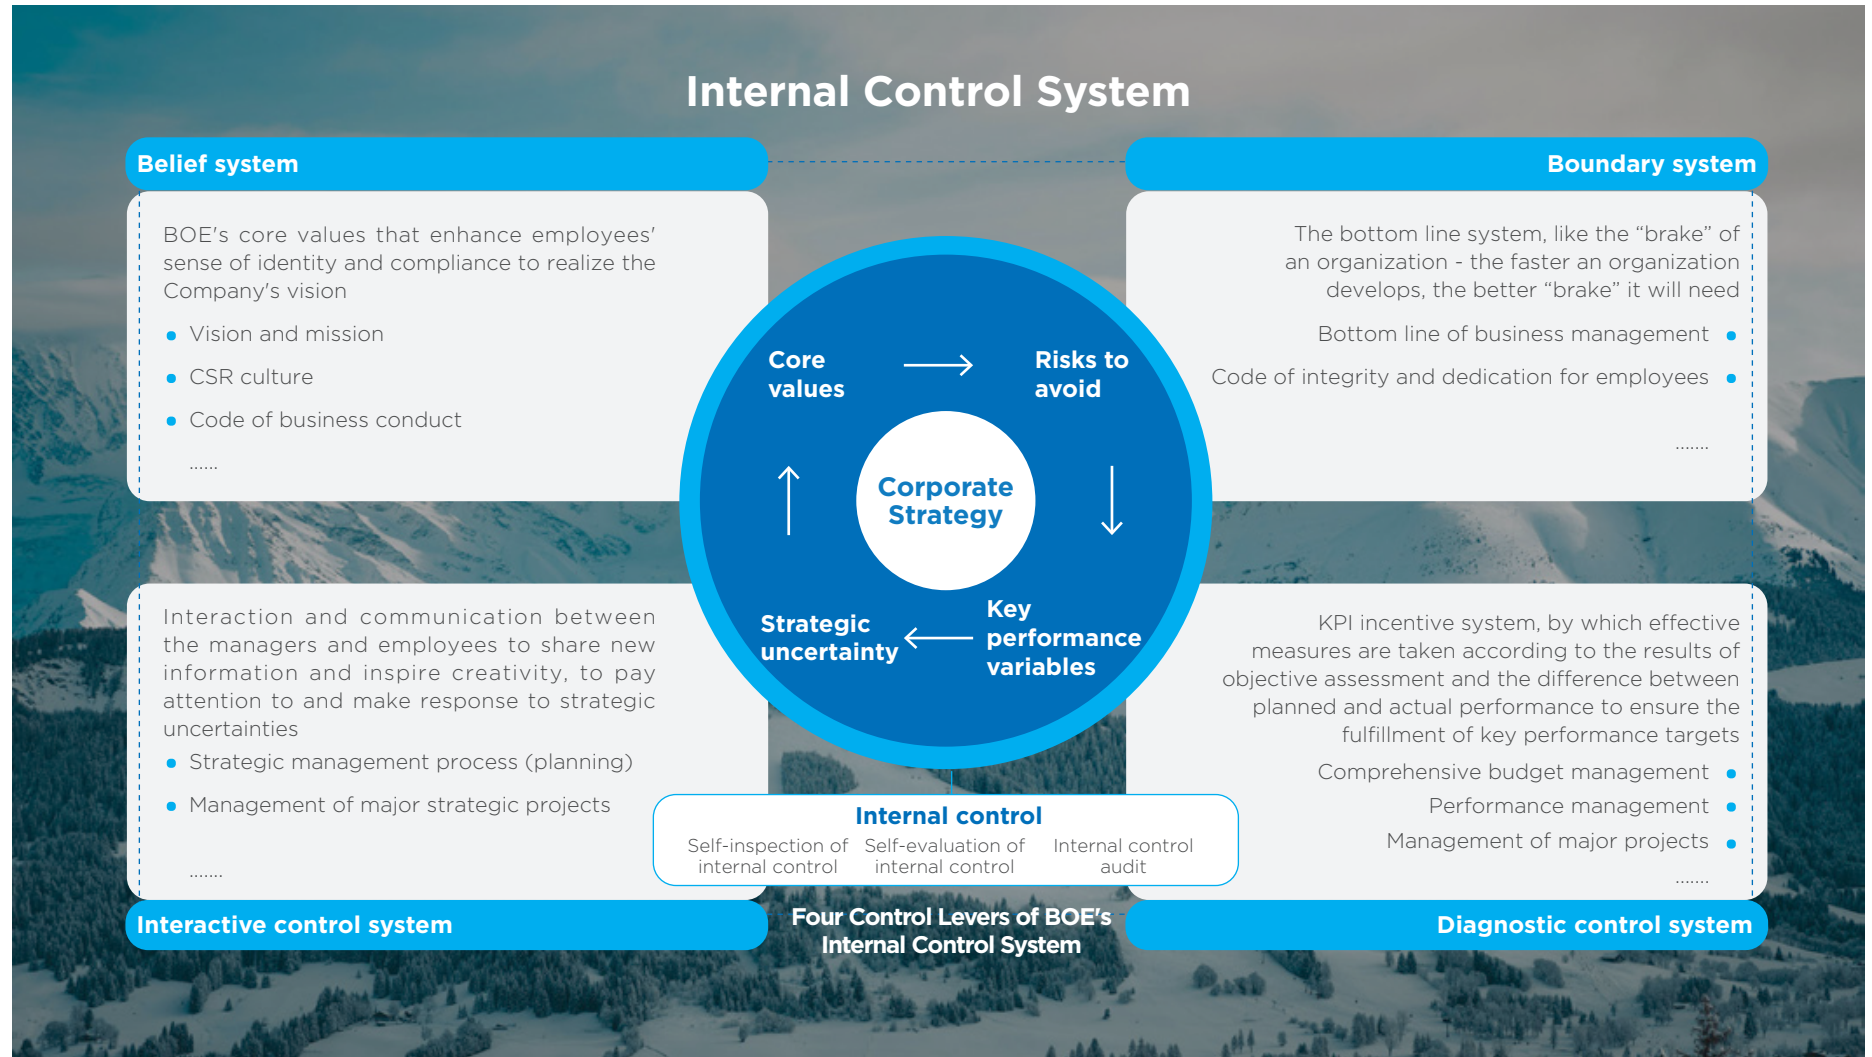 Internal Control System
Belief system
BOE's core values that enhance employees'
sense of identity and compliance to realize the
Company's vision
Vision and mission
CSR culture
Code of business conduct
......
Boundary system
The bottom line system, like the “brake” of
an organization - the faster an organization
develops, the better “brake” it will need
Bottom line of business management
Code of integrity and dedication for employees
.......
Core
values
Risks to
avoid
Corporate
Strategy
Strategic
uncertainty
Key
performance
variables
Interaction and communication between
the managers and employees to share new
information and inspire creativity, to pay
attention to and make response to strategic
uncertainties
Strategic management process (planning)
Management of major strategic projects
.......
Interactive control system
KPI incentive system, by which effective
measures are taken according to the results of
objective assessment and the difference between
planned and actual performance to ensure the
fulfillment of key performance targets
Comprehensive budget management
Performance management
Management of major projects
.......
Diagnostic control system
Internal control
Self-inspection of
internal control
Self-evaluation of
internal control
Internal control
audit
Four Control Levers of BOE's
Internal Control System